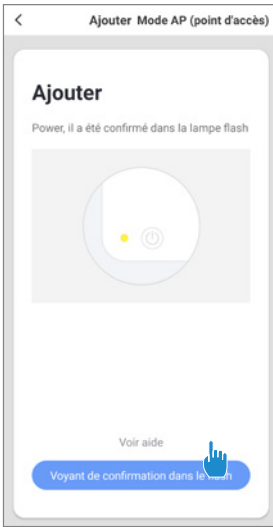 Ajouter Mode AP (point d'accès)
Ajouter
Power, il a été confirmé dans la lampe flash
Voir aide
Voyant de confirmation dans le flash